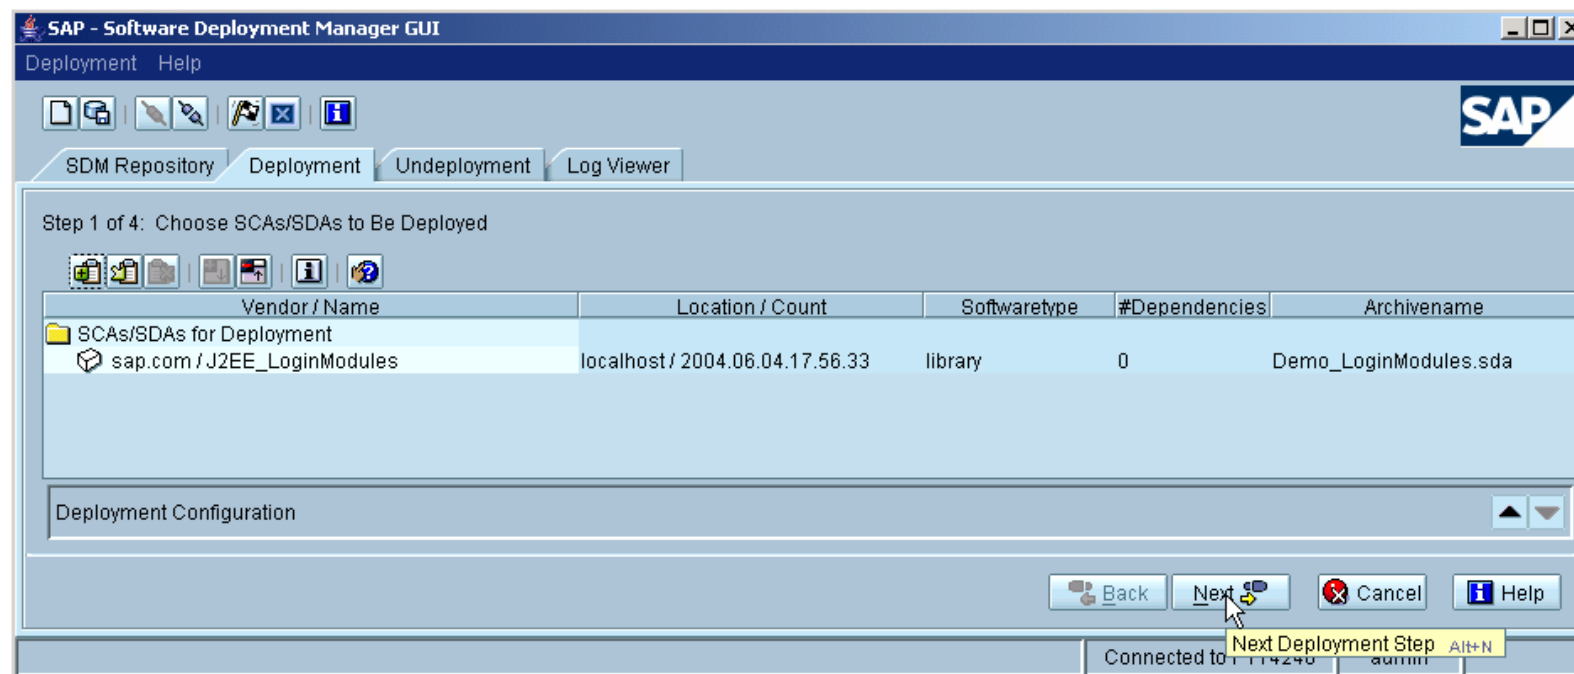 SAP - Software Deployment Manager GUI
Deployment Help
SAP
SDM Repository Deployment Undeployment Log Viewer
Step 1 of 4: Choose SCAs/SDAs to Be Deployed
Vendor / Name Location / Count Softwaretype #Dependencies Archivename
SCAs/SDAs for Deployment
sap.com / J2EE_LoginModules localhost / 2004.06.04.17.56.33 library 0 Demo_LoginModules.sda
Deployment Configuration
Back Next Cancel Help
Next Deployment Step Alt+N
Connected to